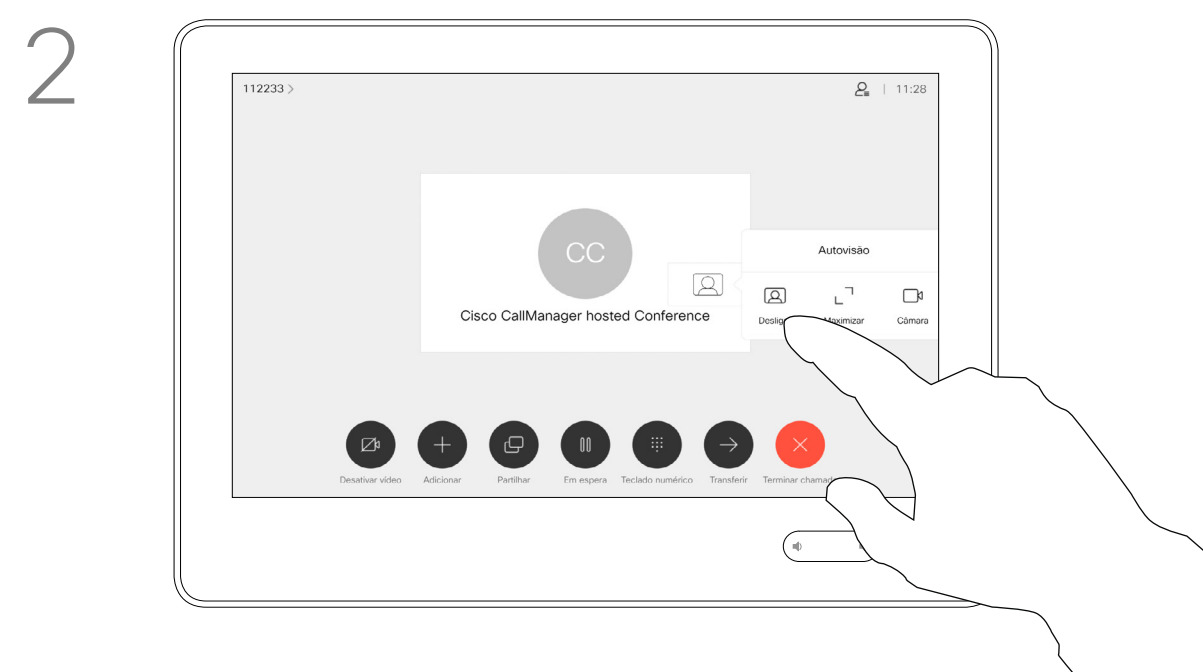 2
112233 >
11:28
CC
Cisco CallManager hosted Conference
Autovisão
Maximizar
Câmara
Desativar vídeo
Adicionar
Partilhar
Em espera
Teclado numérico
Transferir
Terminar